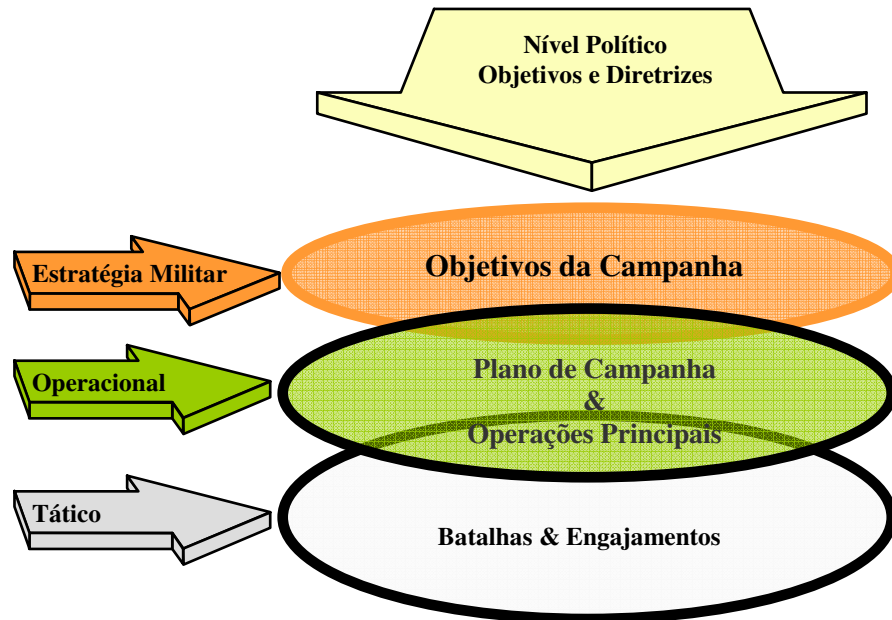 Nível Político
Objetivos e Diretrizes
Estratégia Militar
Objetivos da Campanha
Operacional
Plano de Campanha
&
Operações Principais
Tático
Batalhas & Engajamentos